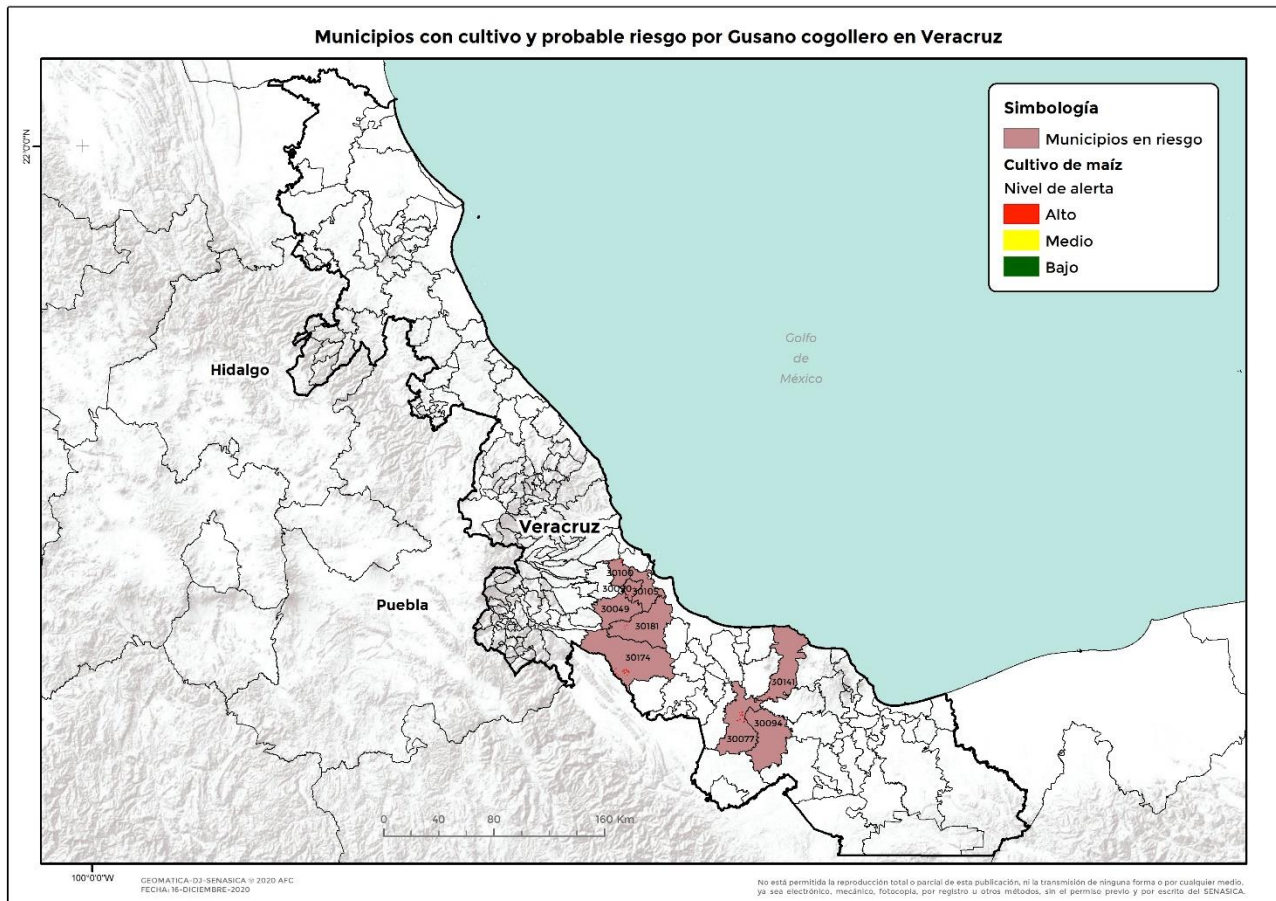 Municipios con cultivo y probable riesgo por Gusano cogollero en Veracruz
Simbología
Municipios en riesgo
Cultivo de maíz
Nivel de alerta
Alto
Medio
Bajo
22°0'0"N
Golfo
de
México
Hidalgo
Veracruz
Puebla
30100
30105
30049
30181
30174
30141
30094
30077
0 40 80 160 Km
100°0'0"W
GEOMATICA-DJ-SENASICA © 2020 AFC
FECHA: 16-DICIEMBRE-2020
No está permitida la reproducción total o parcial de esta publicación, ni la transmisión de ninguna forma o por cualquier medio,
ya sea electrónico, mecánico, fotocopia, por registro u otros métodos, sin el permiso previo y por escrito del SENASICA.